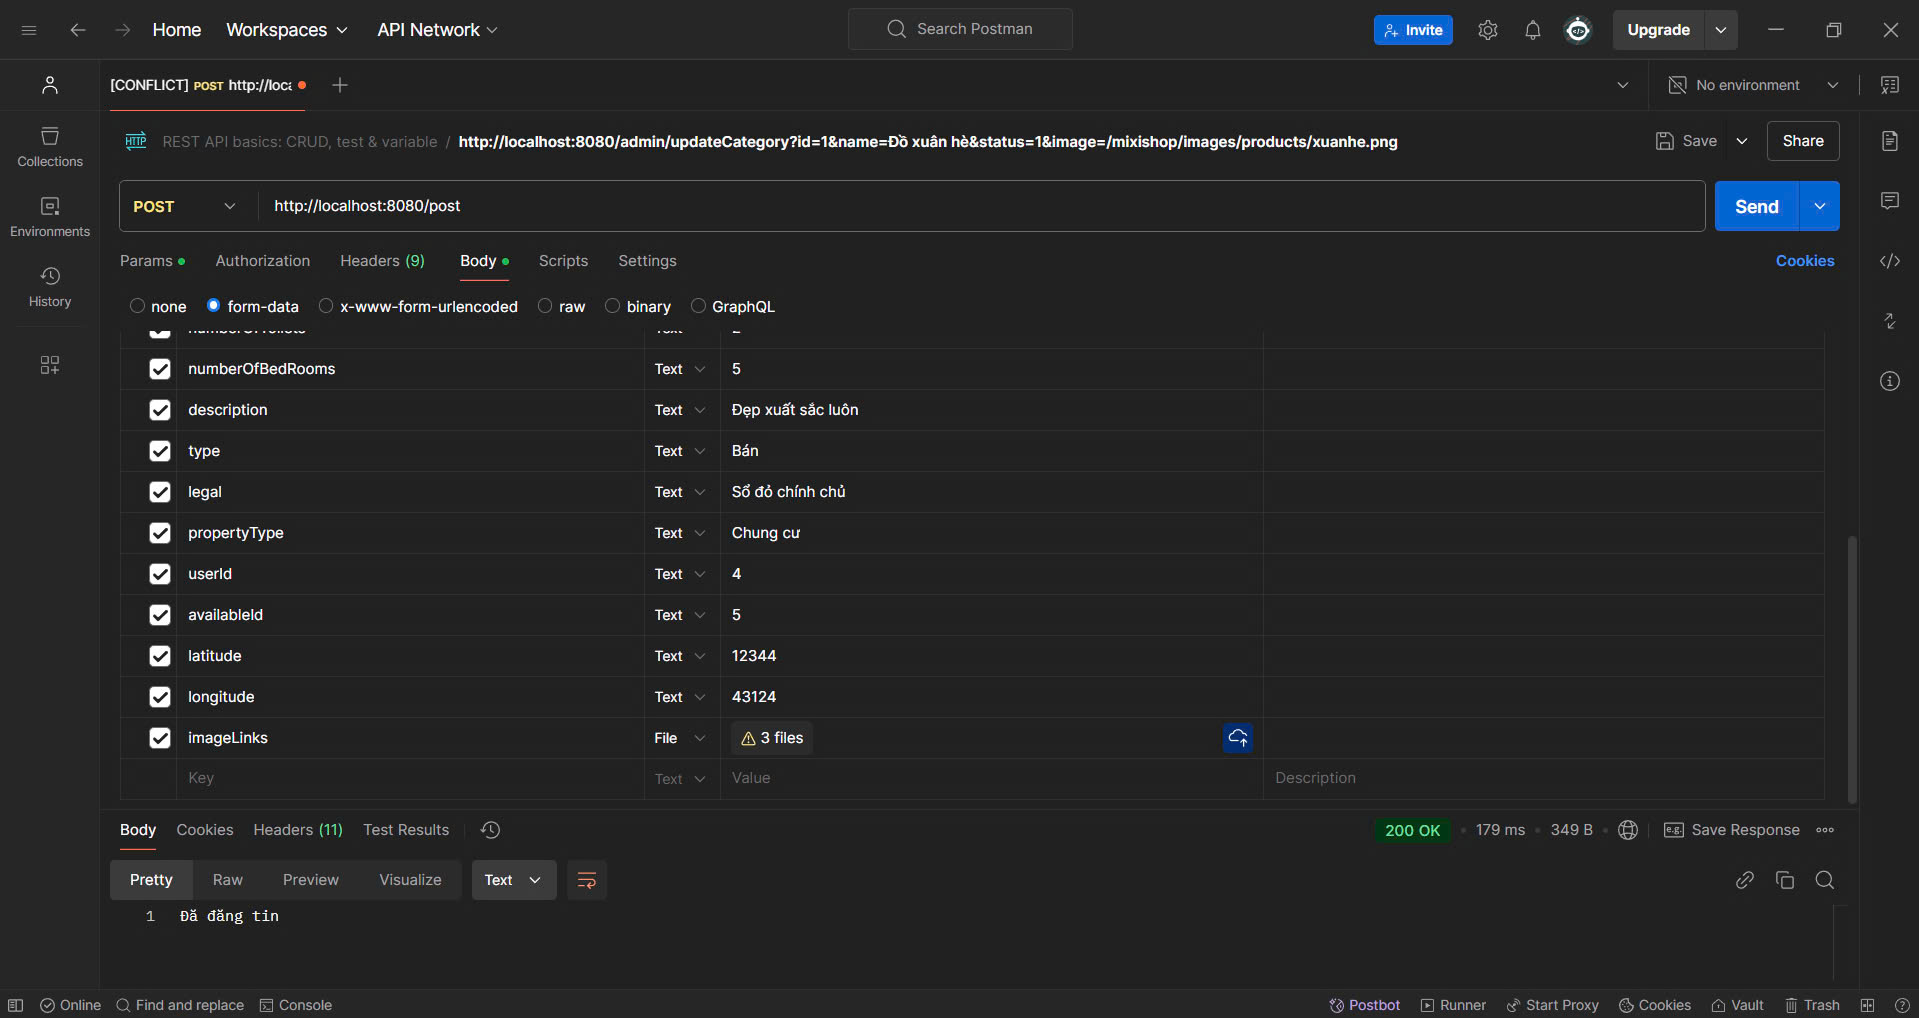 Home Workspaces API Network Search Postman Invite Upgrade
[CONFLICT] POST http://loc No environment
HTTP REST API basics: CRUD, test & variable / http://localhost:8080/admin/updateCategory?id=1&name=Đồ xuân hè&status=1&image=/mixishop/images/products/xuanhe.png Save Share
Collections
POST http://localhost:8080/post Send
Environments
Params Authorization Headers (9) Body Scripts Settings Cookies
History
none form-data x-www-form-urlencoded odd raw binary GraphQL
numberOfBedRooms Text 5
description Text Đẹp xuất sắc luôn
type Text Bán
legal Text Sổ đỏ chính chủ
propertyType Text Chung cư
userId Text 4
availableId Text 5
latitude Text 12344
longitude Text 43124
imageLinks File 3 files
Key Text Value Description
Body Cookies Headers (11) Test Results 200 OK 179 ms 349 B e.g. Save Response
Pretty Raw Preview Visualize Text
1 Đã đăng tin
Online Find and replace Console Postbot Runner Start Proxy Cookies Vault Trash